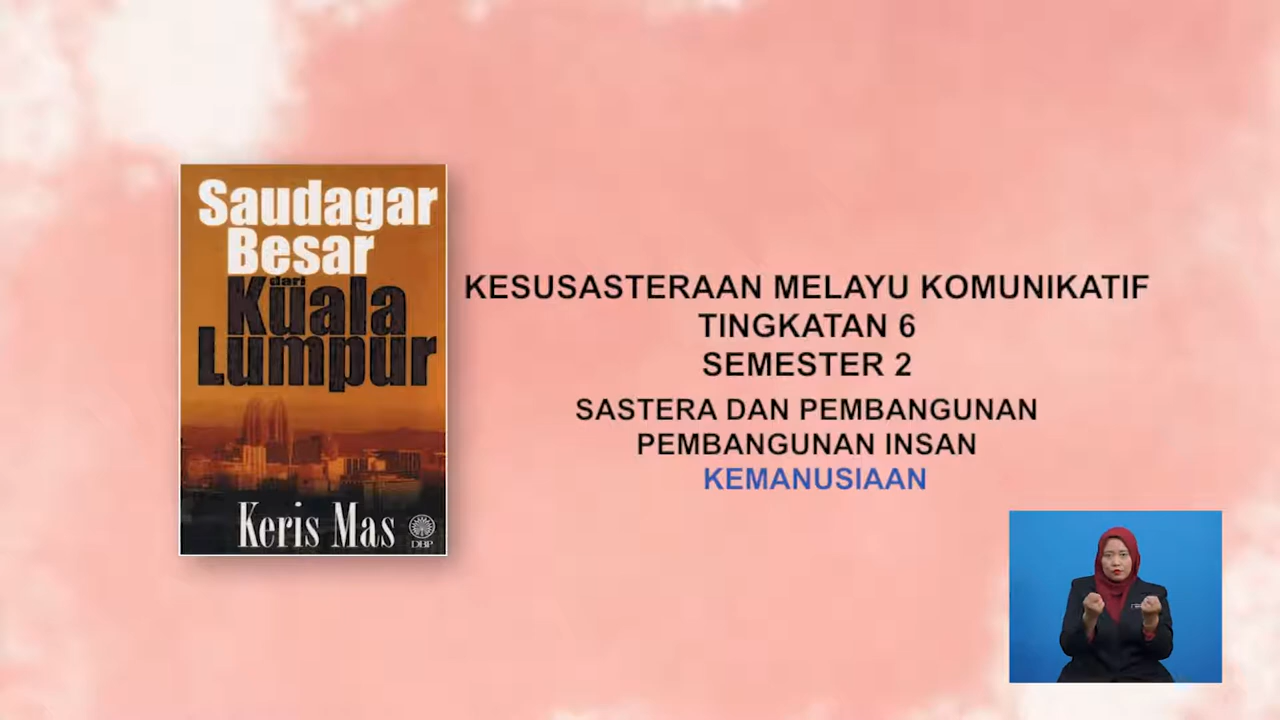 Saudagar
Besar
dari
Kuala
Lumpur
Keris Mas
DBP
KESUSASTERAAN MELAYU KOMUNIKATIF
TINGKATAN 6
SEMESTER 2
SASTERA DAN PEMBANGUNAN
PEMBANGUNAN INSAN
KEMANUSIAAN